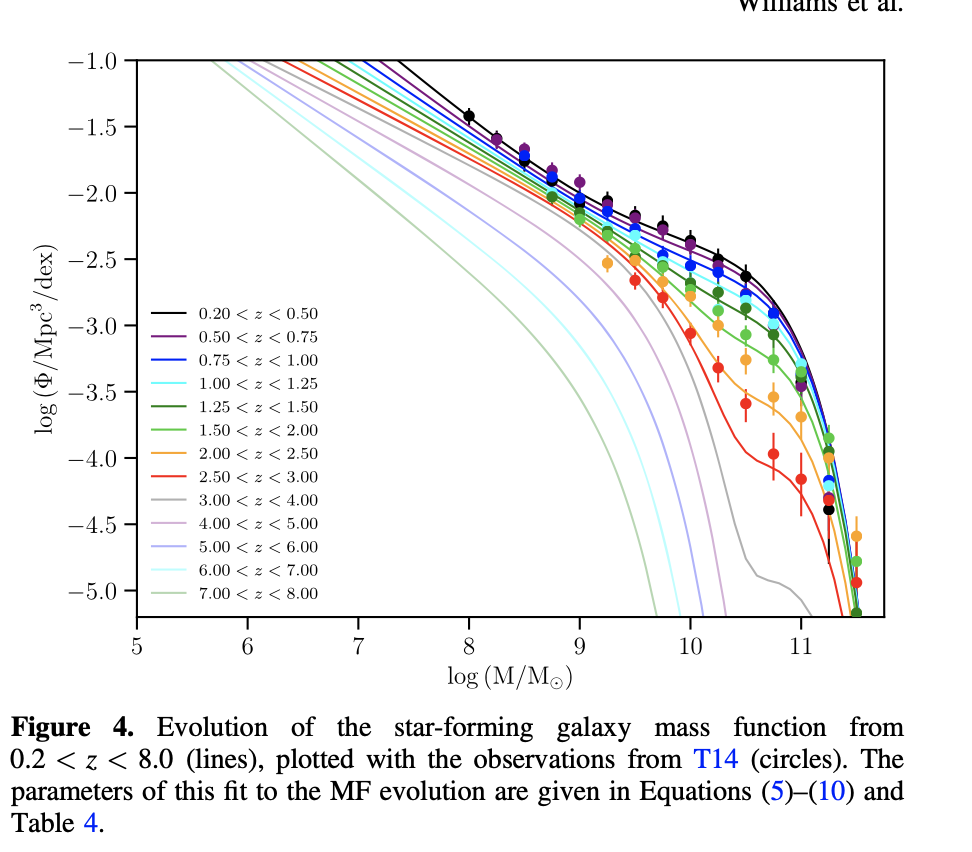 Williams et al.
−1.0
−1.5
−2.0
−2.5
−3.0
−3.5
−4.0
−4.5
−5.0
log (Φ/Mpc³/dex)
0.20 < z < 0.50
0.50 < z < 0.75
0.75 < z < 1.00
1.00 < z < 1.25
1.25 < z < 1.50
1.50 < z < 2.00
2.00 < z < 2.50
2.50 < z < 3.00
3.00 < z < 4.00
4.00 < z < 5.00
5.00 < z < 6.00
6.00 < z < 7.00
7.00 < z < 8.00
5 6 7 8 9 10 11
log (M/M⊙)
Figure 4. Evolution of the star-forming galaxy mass function from
0.2 < z < 8.0 (lines), plotted with the observations from T14 (circles). The
parameters of this fit to the MF evolution are given in Equations (5)–(10) and
Table 4.